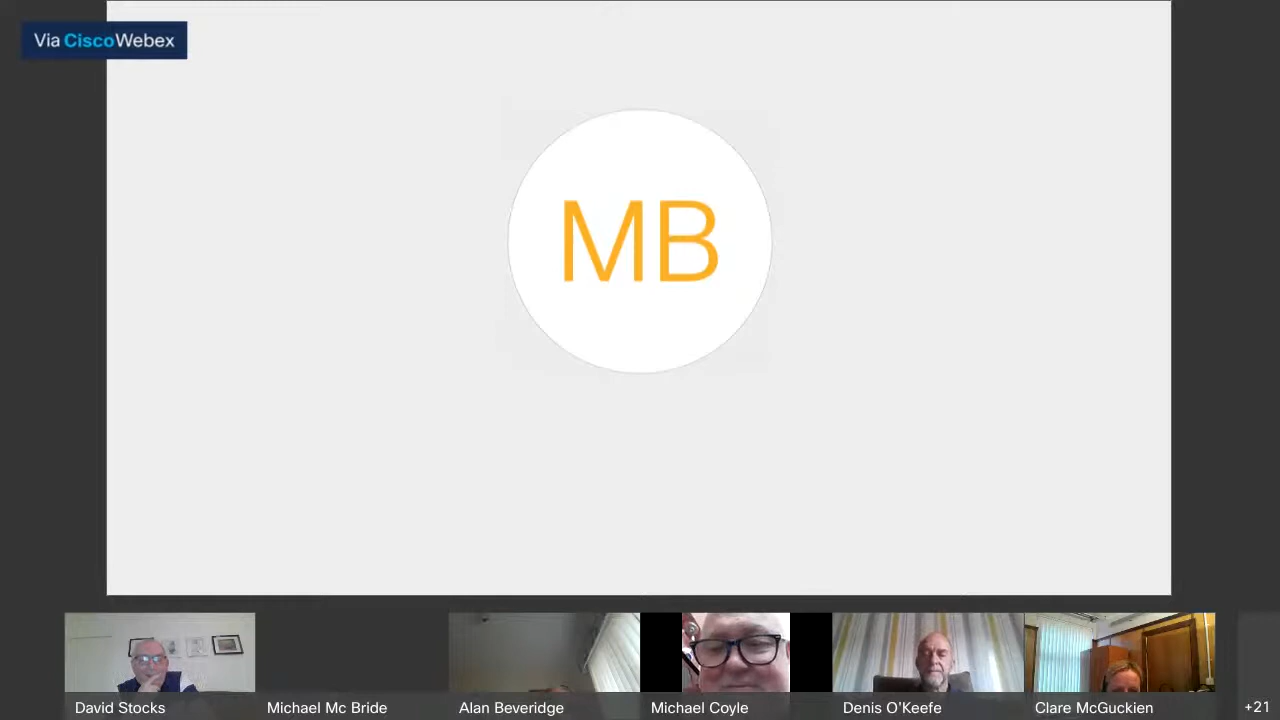 Via CiscoWebex
MB
David Stocks
Michael Mc Bride
Alan Beveridge
Michael Coyle
Denis O'Keefe
Clare McGuckien
+21